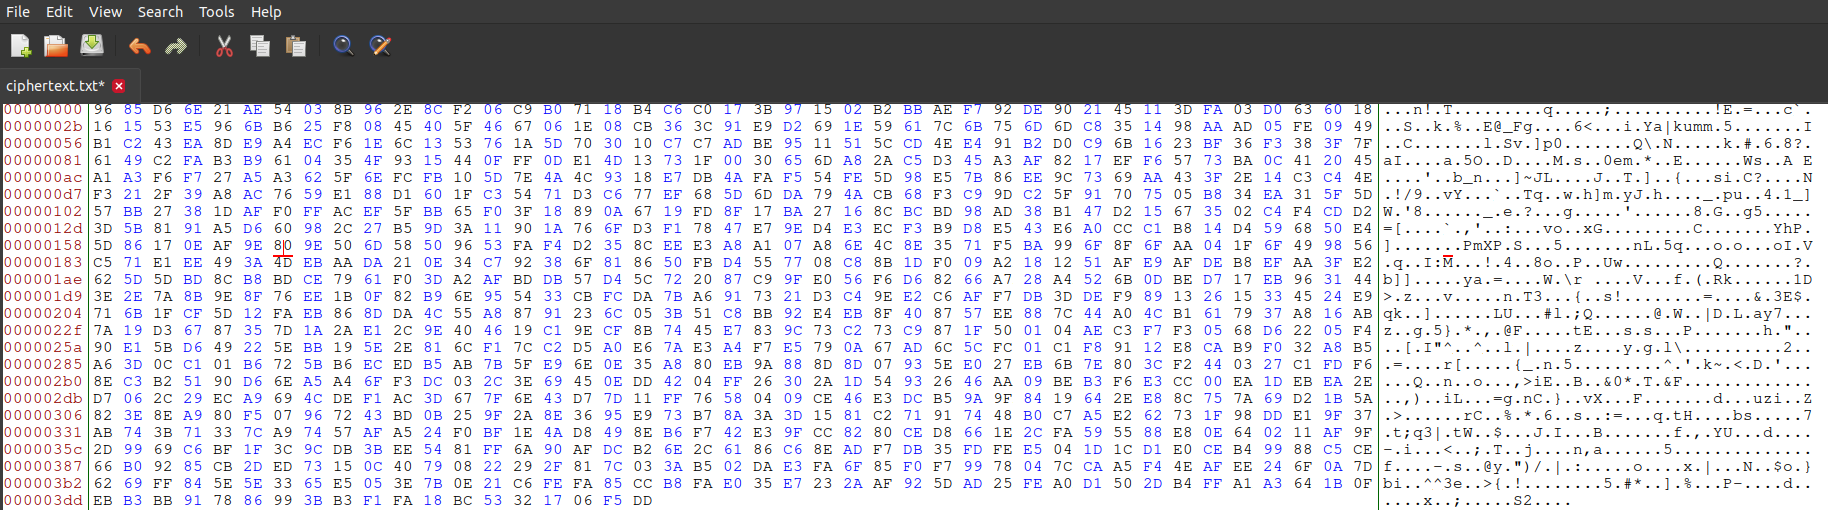 File Edit View Search Tools Help
ciphertext.txt*
00000000 96 85 D6 6E 21 AE 54 03 8B 96 2E 8C F2 06 C9 B0 71 18 B4 C6 C0 17 3B 97 15 02 B2 BB AE F7 92 DE 90 21 45 11 3D FA 03 D0 63 60 18 ...n!.T.........q.....;.........!E.=...c`.
0000002b 16 15 53 E5 96 6B B6 25 F8 08 45 40 5F 46 67 06 1E 08 CB 36 3C 91 E9 D2 69 1E 59 61 7C 6B 75 6D 6D C8 35 14 98 AA AD 05 FE 09 49 ..S..k.%..E@_Fg....6<...i.Ya|kumm.5.......I
00000056 B1 C2 43 EA 8D E9 A4 EC F6 1E 6C 13 53 76 1A 5D 70 30 10 C7 C7 AD BE 95 11 51 5C CD 4E E4 91 B2 D0 C9 6B 16 23 BF 36 F3 38 3F 7F ..C.......l.Sv.]p0.......Q\.N.....k.#.6.8?.
00000081 61 49 C2 FA B3 B9 61 04 35 4F 93 15 44 0F FF 0D E1 4D 13 73 1F 00 30 65 6D A8 2A C5 D3 45 A3 AF 82 17 EF F6 57 73 BA 0C 41 20 45 aI....a.5O..D....M.s..0em.*..E......Ws..A E
000000ac A1 A3 F6 F7 27 A5 A3 62 5F 6E FC FB 10 5D 7E 4A 4C 93 18 E7 DB 4A FA F5 54 FE 5D 98 E5 7B 86 EE 9C 73 69 AA 43 3F 2E 14 C3 C4 4E ....'..b_n...]~JL....J..T.]..{...si.C?....N
000000d7 F3 21 2F 39 A8 AC 76 59 E1 88 D1 60 1F C3 54 71 D3 C6 77 EF 68 5D 6D DA 79 4A CB 68 F3 C9 9D C2 5F 91 70 75 05 B8 34 EA 31 5F 5D .!/9..vY...`..Tq..w.h]m.yJ.h...._.pu..4.1_]
00000102 57 BB 27 38 1D AF F0 FF AC EF 5F BB 65 F0 3F 18 89 0A 67 19 FD 8F 17 BA 27 16 8C BC BD 98 AD 38 B1 47 D2 15 67 35 02 C4 F4 CD D2 W.'8......_.e.?...g.....'......8.G..g5.....
0000012d 3D 5B 81 91 A5 D6 60 98 2C 27 B5 9D 3A 11 90 1A 76 6F D3 F1 78 47 E7 9E D4 E3 EC F3 B9 D8 E5 43 E6 A0 CC C1 B8 14 D4 59 68 50 E4 =[....`.,'..:...vo..xG.........C.......YhP.
00000158 5D 86 17 0E AF 9E 80 9E 50 6D 58 50 96 53 FA F4 D2 35 8C EE E3 A8 A1 07 A8 6E 4C 8E 35 71 F5 BA 99 6F 8F 6F AA 04 1F 6F 49 98 56 ].......PmXP.S...5.......nL.5q...o.o...oI.V
00000183 C5 71 E1 EE 49 3A 4D EB AA DA 21 0E 34 C7 92 38 6F 81 86 50 FB D4 55 77 08 C8 8B 1D F0 09 A2 18 12 51 AF E9 AF DE B8 EF AA 3F E2 .q..I:M...!.4..8o..P..Uw.........Q.......?.
000001ae 62 5D 5D BD 8C B8 BD CE 79 61 F0 3D A2 AF BD DB 57 D4 5C 72 20 87 C9 9F E0 56 F6 D6 82 66 A7 28 A4 52 6B 0D BE D7 17 EB 96 31 44 b]].....ya.=....W.\r ....V...f.(.Rk......1D
000001d9 3E 2E 7A 8B 9E 8F 76 EE 1B 0F 82 B9 6E 95 54 33 CB FC DA 7B A6 91 73 21 D3 C4 9E E2 C6 AF F7 DB 3D DE F9 89 13 26 15 33 45 24 E9 >.z...v.....n.T3...{..s!........=....&.3E$.
00000204 71 6B 1F CF 5D 12 FA EB 86 8D DA 4C 55 A8 87 91 23 6C 05 3B 51 C8 BB 92 E4 EB 8F 40 87 57 EE 88 7C 44 A0 4C B1 61 79 37 A8 16 AB qk..]......LU...#l.;Q......@.W..|D.L.ay7...
0000022f 7A 19 D3 67 87 35 7D 1A 2A E1 2C 9E 40 46 19 C1 9E CF 8B 74 45 E7 83 9C 73 C2 73 C9 87 1F 50 01 04 AE C3 F7 F3 05 68 D6 22 05 F4 z..g.5}.*.,.@F.....tE...s.s...P.......h."..
0000025a 90 E1 5B D6 49 22 5E BB 19 5E 2E 81 6C F1 7C C2 D5 A0 E6 7A E3 A4 F7 E5 79 0A 67 AD 6C 5C FC 01 C1 F8 91 12 E8 CA B9 F0 32 A8 B5 ..[.I"^..^..l.|....z....y.g.l\..........2..
00000285 A6 3D 0C C1 01 B6 72 5B B6 EC ED B5 AB 7B 5F E9 6E 0E 35 A8 80 EB 9A 88 8D 8D 07 93 5E E0 27 EB 6B 7E 80 3C F2 44 03 27 C1 FD F6 .=....r[.....{_.n.5.........^.'.k~.<.D.'...
000002b0 8E C3 B2 51 90 D6 6E A5 A4 6F F3 DC 03 2C 3E 69 45 0E DD 42 04 FF 26 30 2A 1D 54 93 26 46 AA 09 BE B3 F6 E3 CC 00 EA 1D EB EA 2E ...Q..n..o...,>iE..B..&0*.T.&F.............
000002db D7 06 2C 29 EC A9 69 4C DE F1 AC 3D 67 7F 6E 43 D7 7D 11 FF 76 58 04 09 CE 46 E3 DC B5 9A 9F 84 19 64 2E E8 8C 75 7A 69 D2 1B 5A ..,)..iL...=g.nC.}..vX...F.......d...uzi..Z
00000306 82 3E 8E A9 80 F5 07 96 72 43 BD 0B 25 9F 2A 8E 36 95 E9 73 B7 8A 3A 3D 15 81 C2 71 91 74 48 B0 C7 A5 E2 62 73 1F 98 DD E1 9F 37 .>......rC..%.*.6..s..:=...q.tH....bs.....7
00000331 AB 74 3B 71 33 7C A9 74 57 AF A5 24 F0 BF 1E 4A D8 49 8E B6 F7 42 E3 9F CC 82 80 CE D8 66 1E 2C FA 59 55 88 E8 0E 64 02 11 AF 9F .t;q3|.tW..$...J.I...B.......f.,.YU...d....
0000035c 2D 99 69 C6 BF 1F 3C 9C DB 3B EE 54 81 FF 6A 90 AF DC B2 6E 2C 61 86 C6 8E AD F7 DB 35 FD FE E5 04 1D 1C D1 E0 CE B4 99 88 C5 CE -.i...<..;.T..j....n,a......5..............
00000387 66 B0 92 85 CB 2D ED 73 15 0C 40 79 08 22 29 2F 81 7C 03 3A B5 02 DA E3 FA 6F 85 F0 F7 99 78 04 7C CA A5 F4 4E AF EE 24 6F 0A 7D f....-.s..@y.")/.|.:.....o....x.|...N..$o.}
000003b2 62 69 FF 84 5E 5E 33 65 E5 05 3E 7B 0E 21 C6 FE FA 85 CC B8 FA E0 35 E7 23 2A AF 92 5D AD 25 FE A0 D1 50 2D B4 FF A1 A3 64 1B 0F bi..^^3e..>{.!........5.#*..].%...P-....d..
000003dd EB B3 BB 91 78 86 99 3B B3 F1 FA 18 BC 53 32 17 06 F5 DD ....x..;.....S2....